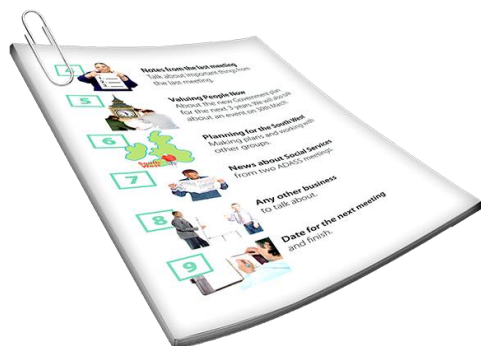 4
Notes from the last meeting
Talk about important things from
the last meeting.
5
Valuing People Now
About the new Government plan
for the next 3 years. We will also talk
about an event on 30th March.
6
Planning for the South West
Making plans and working with
other groups.
South
West
7
News about Social Services
from two ADASS meetings.
8
Any other business
to talk about.
9
Date for the next meeting
and finish.